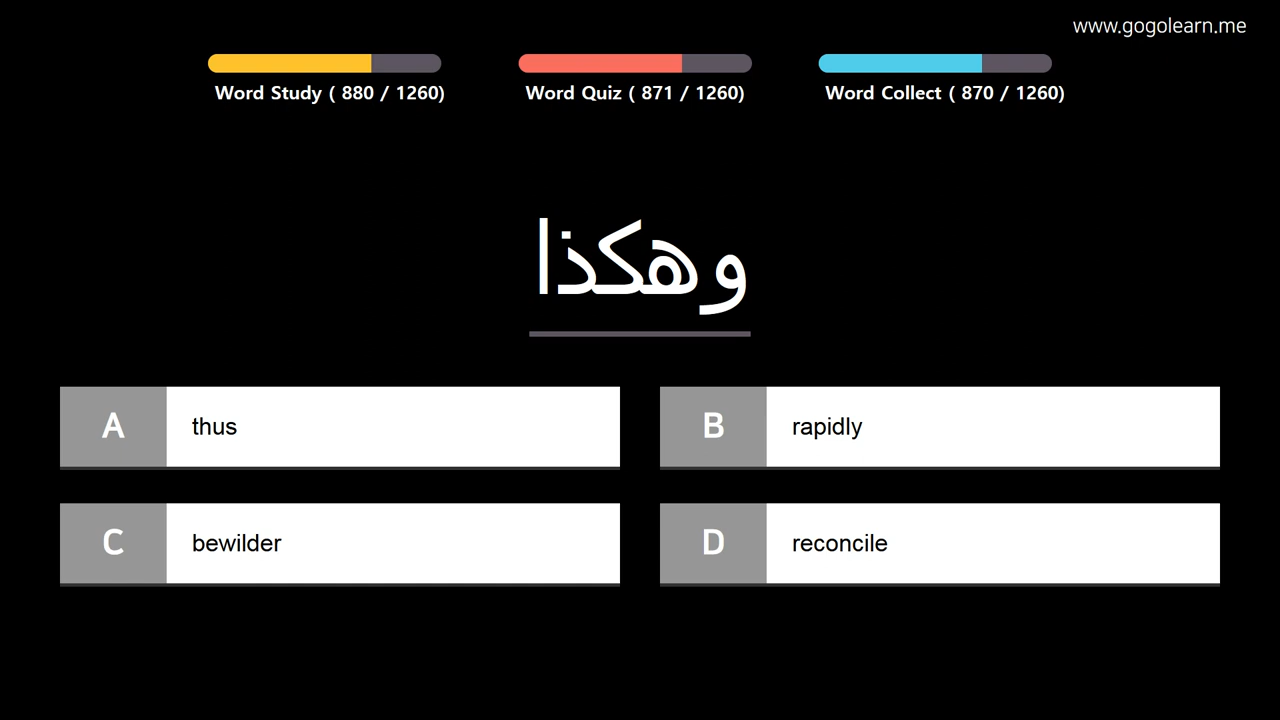 www.gogolearn.me
Word Study ( 880 / 1260)
Word Quiz ( 871 / 1260)
Word Collect ( 870 / 1260)
وهكذا
A thus
B rapidly
C bewilder
D reconcile